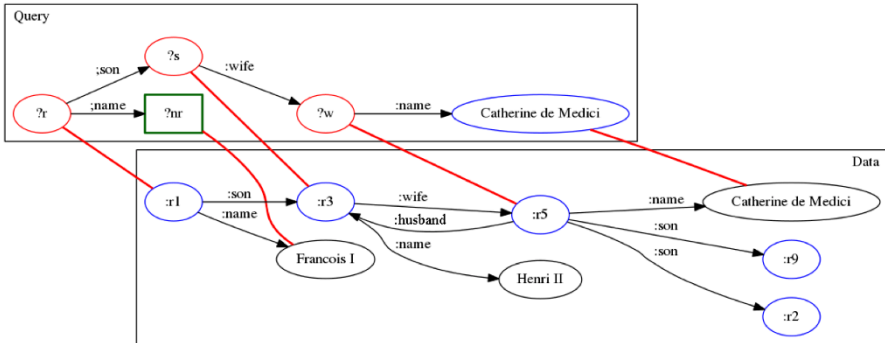 Query
?s
;son
:wife
?r
;name
?nr
?w
:name
Catherine de Medici
Data
:r1
:son
:name
:r3
:wife
:husband
:name
:r5
:name
Catherine de Medici
:son
:son
Francois I
Henri II
:r9
:r2